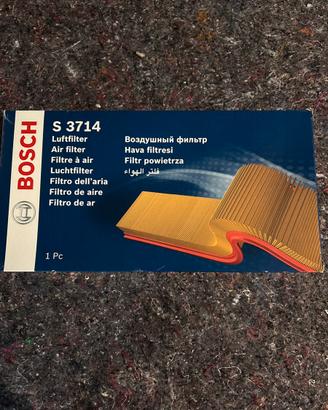 BOSCH
S 3714
Luftfilter
Air filter
Filtre à air
Luchtfilter
Filtro dell'aria
Filtro de aire
Filtro de ar
Воздушный фильтр
Hava filtresi
Filtr powietrza
فلتر الهواء
1 Pc